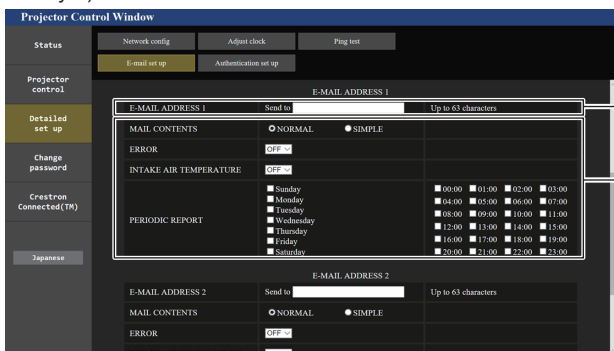 Projector Control Window
Status
Network config Adjust clock Ping test
E-mail set up Authentication set up
Projector
control
E-MAIL ADDRESS 1
E-MAIL ADDRESS 1 Send to Up to 63 characters
Detailed
set up
MAIL CONTENTS NORMAL SIMPLE
ERROR OFF
Change
password
INTAKE AIR TEMPERATURE OFF
Crestron
Connected(TM)
PERIODIC REPORT
Sunday 00:00 01:00 02:00 03:00
Monday 04:00 05:00 06:00 07:00
Tuesday
Wednesday 08:00 09:00 10:00 11:00
Thursday 12:00 13:00 14:00 15:00
Friday 16:00 17:00 18:00 19:00
Saturday 20:00 21:00 22:00 23:00
Japanese
E-MAIL ADDRESS 2
E-MAIL ADDRESS 2 Send to Up to 63 characters
MAIL CONTENTS NORMAL SIMPLE
ERROR OFF